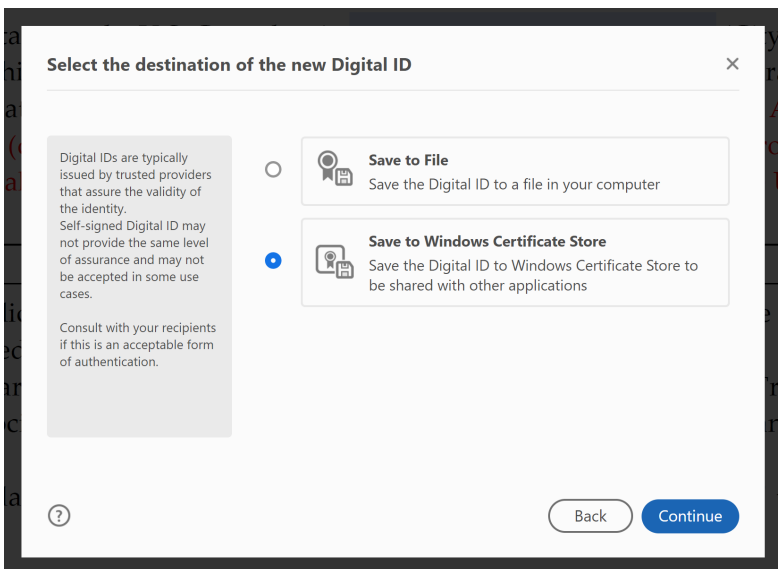 Select the destination of the new Digital ID
Digital IDs are typically
issued by trusted providers
that assure the validity of
the identity.
Self-signed Digital ID may
not provide the same level
of assurance and may not
be accepted in some use
cases.
Consult with your recipients
if this is an acceptable form
of authentication.
Save to File
Save the Digital ID to a file in your computer
Save to Windows Certificate Store
Save the Digital ID to Windows Certificate Store to
be shared with other applications
Back
Continue